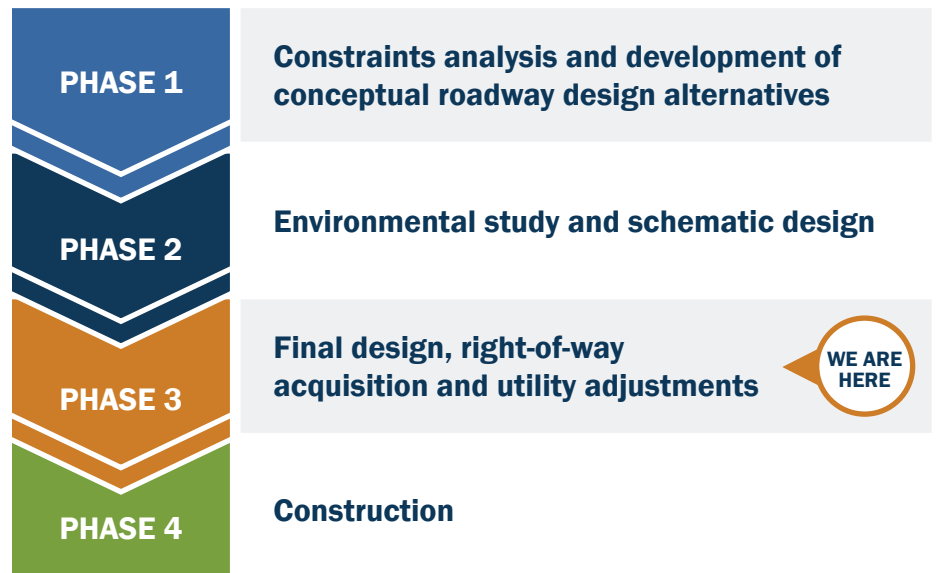 PHASE 1
Constraints analysis and development of
conceptual roadway design alternatives
PHASE 2
Environmental study and schematic design
PHASE 3
Final design, right-of-way
acquisition and utility adjustments
WE ARE
HERE
PHASE 4
Construction